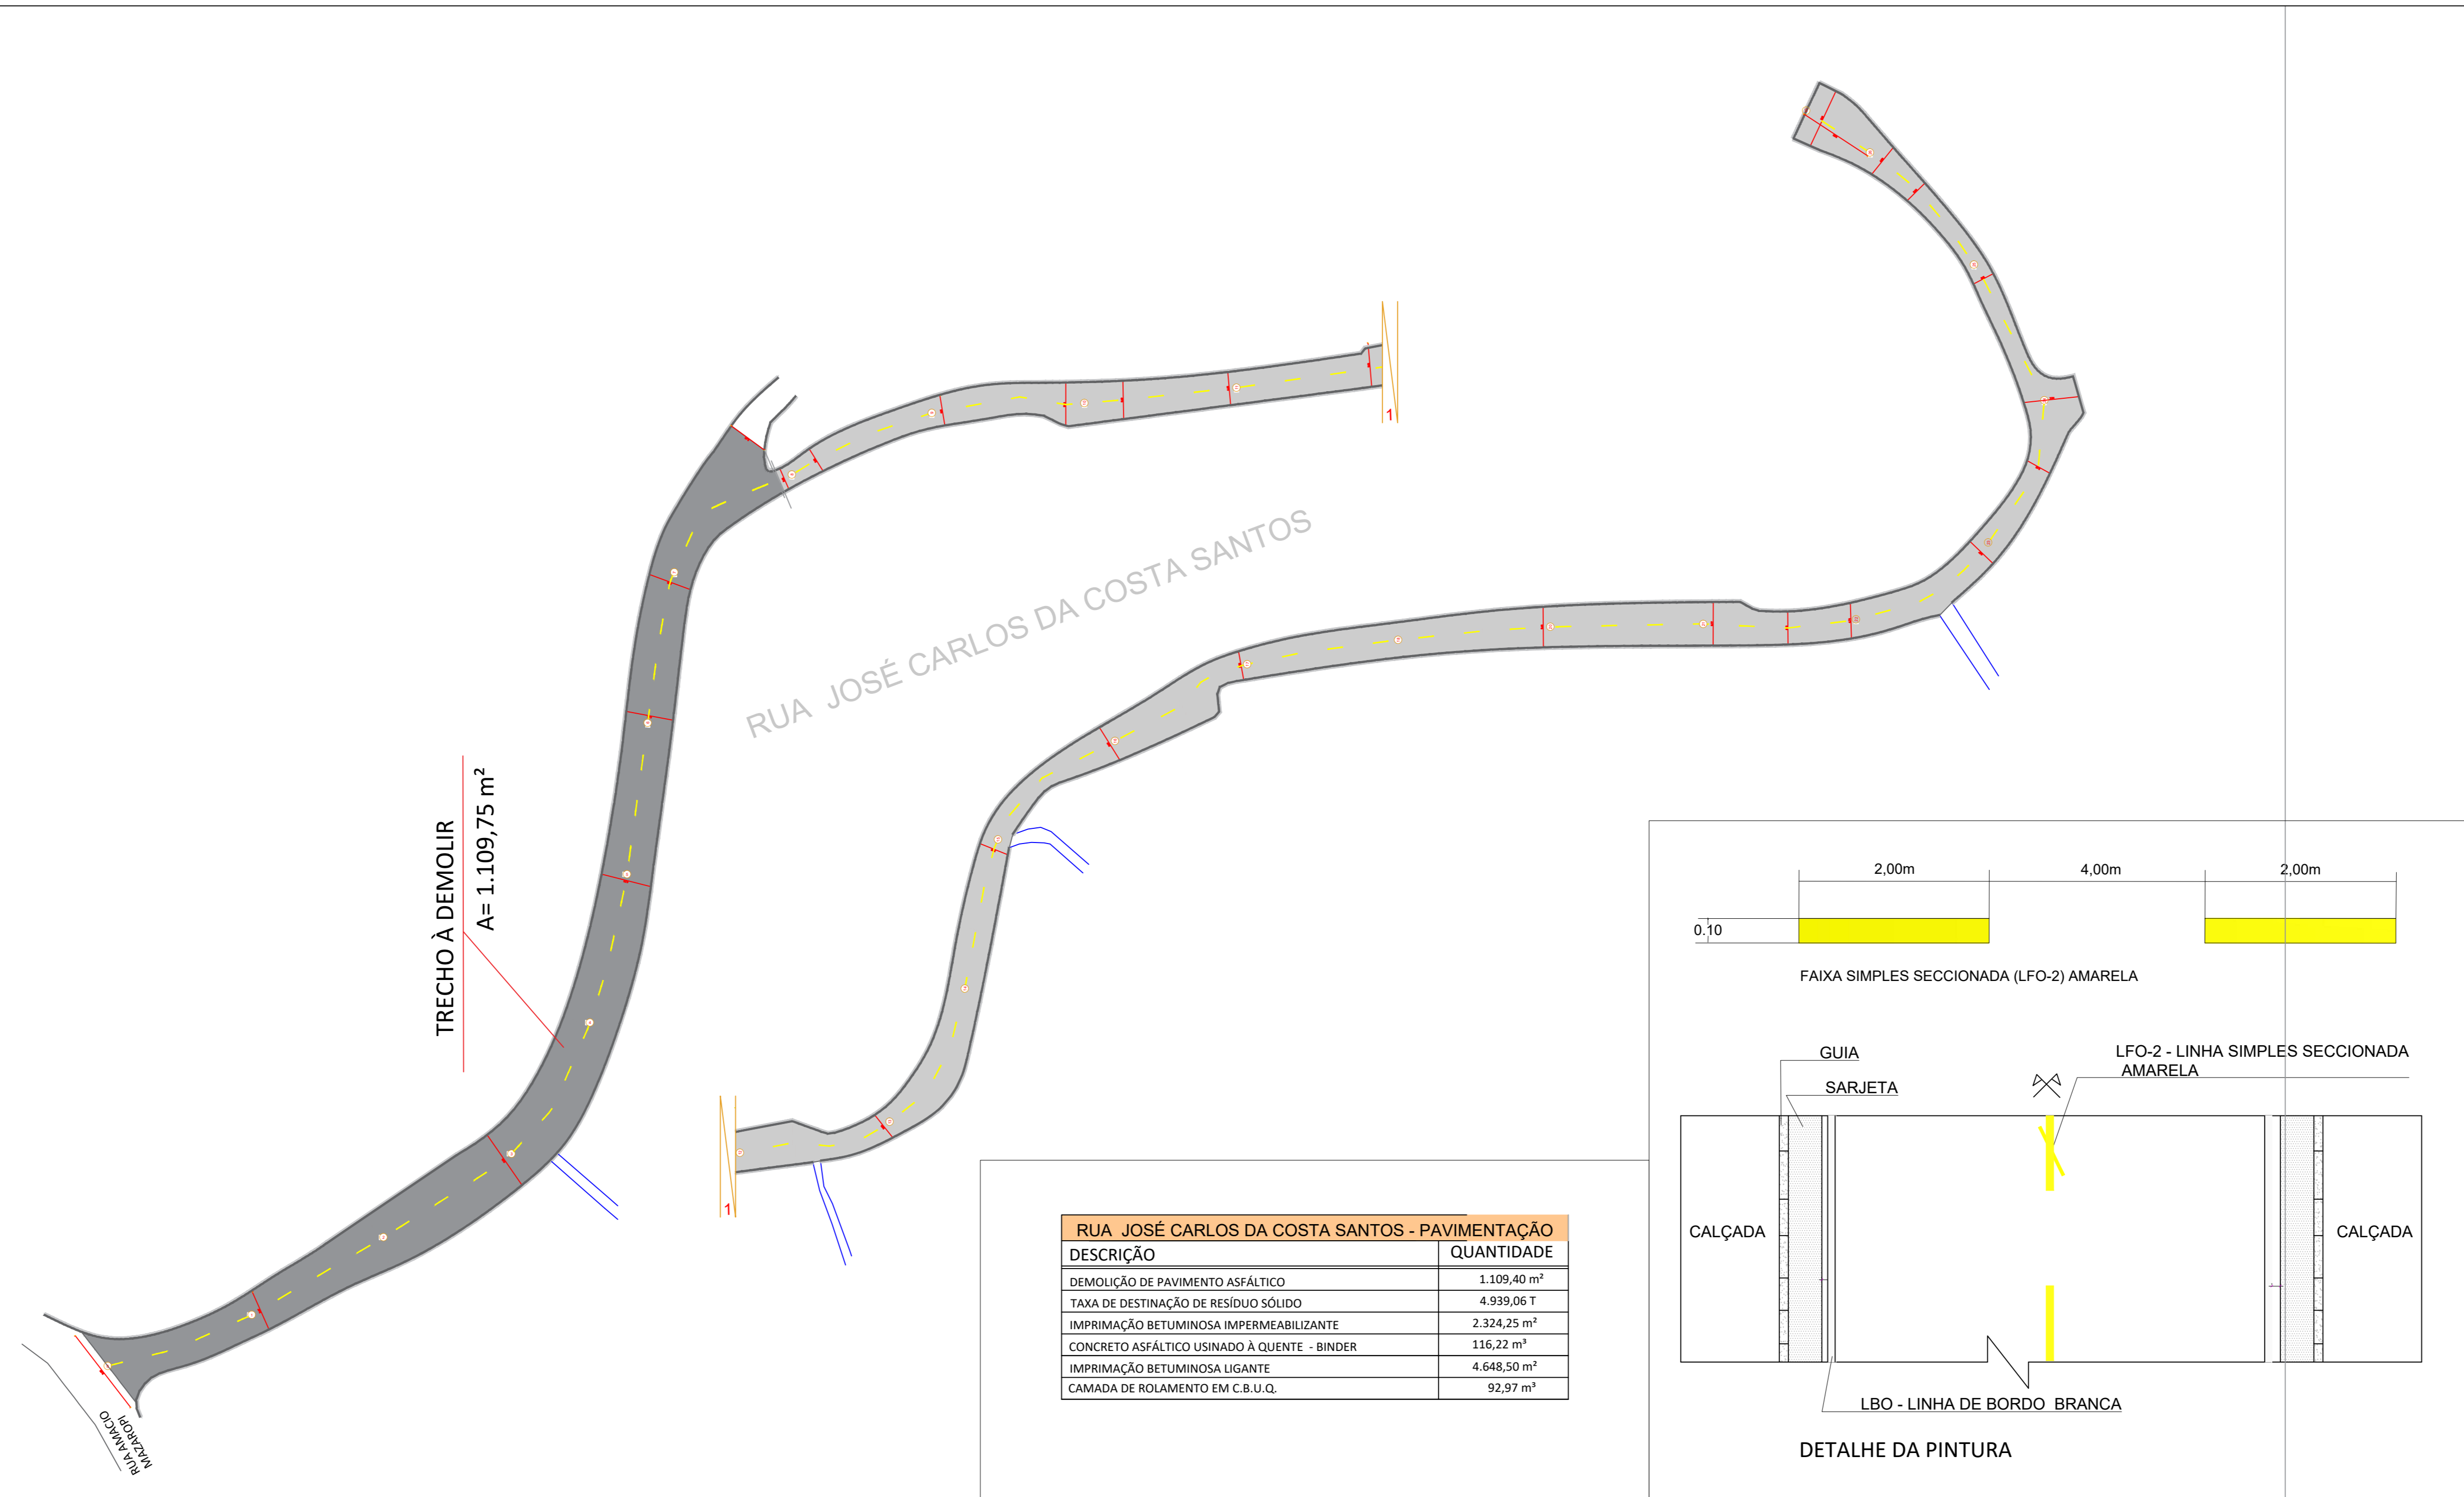 1
RUA JOSÉ CARLOS DA COSTA SANTOS
TRECHO À DEMOLIR
A= 1.109,75 m²
1
RUA AMACIO
MAZAROPI
RUA JOSÉ CARLOS DA COSTA SANTOS - PAVIMENTAÇÃO
DESCRIÇÃO QUANTIDADE
DEMOLIÇÃO DE PAVIMENTO ASFÁLTICO 1.109,40 m²
TAXA DE DESTINAÇÃO DE RESÍDUO SÓLIDO 4.939,06 T
IMPRIMAÇÃO BETUMINOSA IMPERMEABILIZANTE 2.324,25 m²
CONCRETO ASFÁLTICO USINADO À QUENTE - BINDER 116,22 m³
IMPRIMAÇÃO BETUMINOSA LIGANTE 4.648,50 m²
CAMADA DE ROLAMENTO EM C.B.U.Q. 92,97 m³
2,00m 4,00m 2,00m
0.10
FAIXA SIMPLES SECCIONADA (LFO-2) AMARELA
GUIA
SARJETA
LFO-2 - LINHA SIMPLES SECCIONADA
AMARELA
CALÇADA
CALÇADA
LBO - LINHA DE BORDO BRANCA
DETALHE DA PINTURA